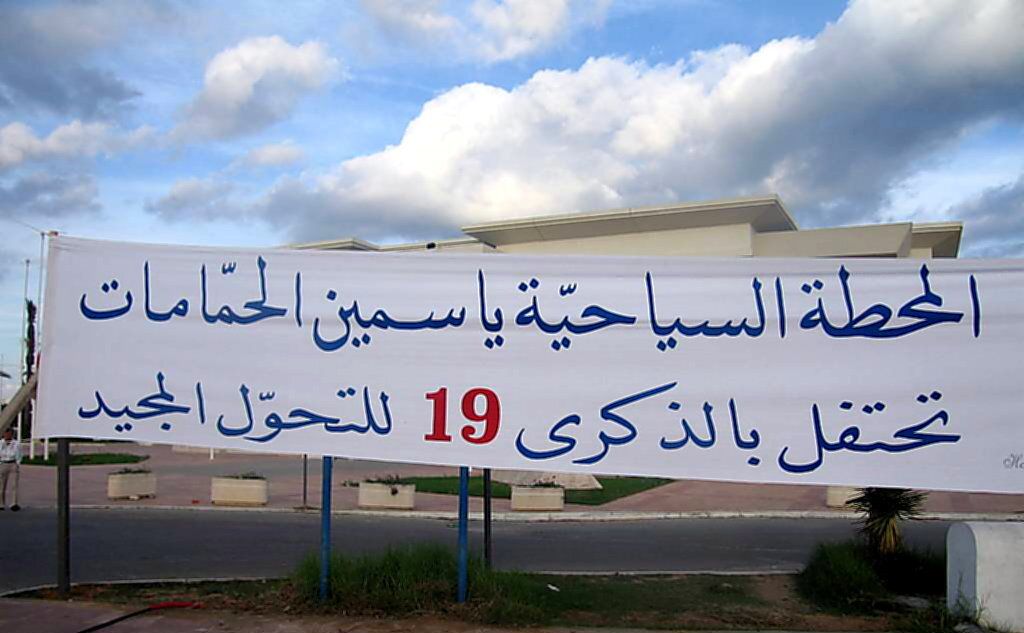 المحطة السياحيّة ياسمين الحمّامات
تحتفل بالذكرى 19 للتحوّل المجيد